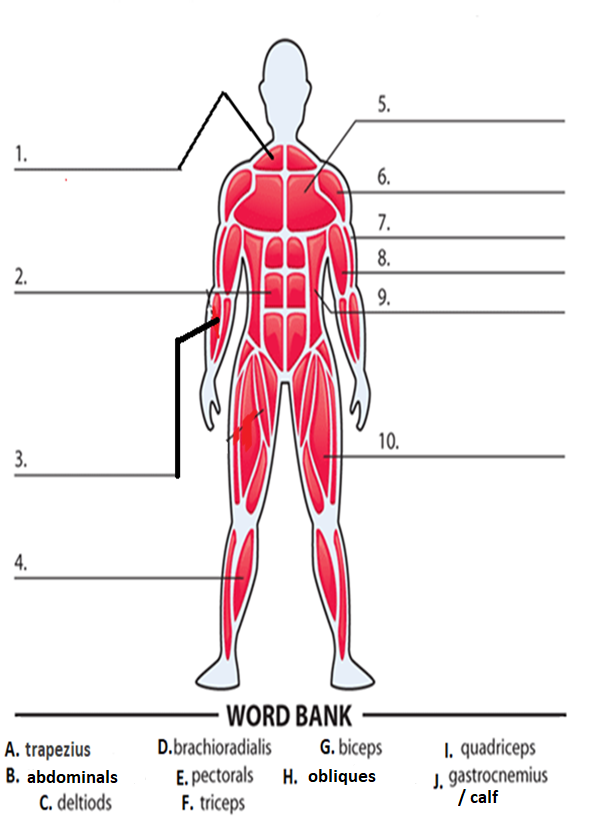 5.
1.
6.
7.
8.
2.
9.
10.
3.
4.
WORD BANK
A. trapezius D. brachioradialis G. biceps I. quadriceps
B. abdominals E. pectorals H. obliques J. gastrocnemius
/ calf
C. deltiods F. triceps